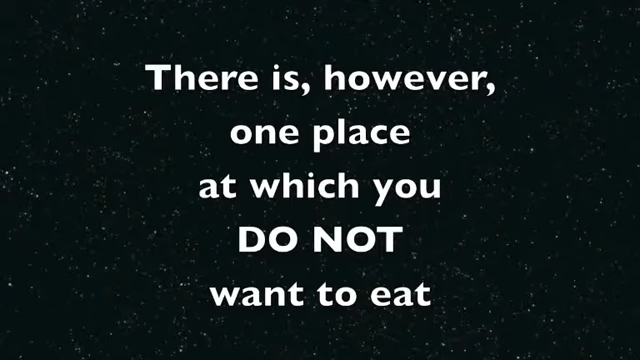 There is, however,
one place
at which you
DO NOT
want to eat